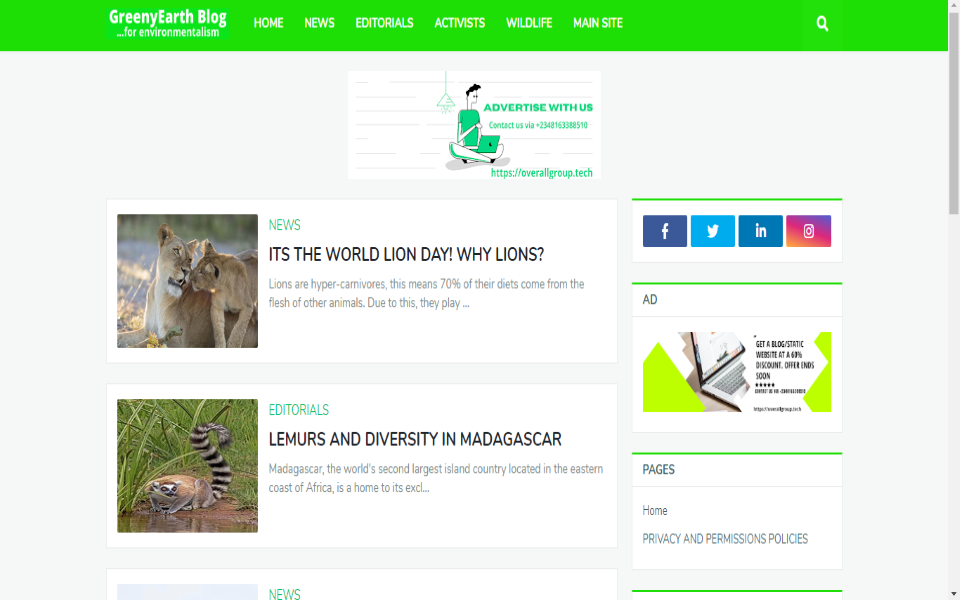 GreenyEarth Blog
...for environmentalism
HOME
NEWS
EDITORIALS
ACTIVISTS
WILDLIFE
MAIN SITE
ADVERTISE WITH US
Contact us via +2348163388510
https://overallgroup.tech
NEWS
ITS THE WORLD LION DAY! WHY LIONS?
Lions are hyper-carnivores, this means 70% of their diets come from the
flesh of other animals. Due to this, they play ...
EDITORIALS
LEMURS AND DIVERSITY IN MADAGASCAR
Madagascar, the world's second largest island country located in the eastern
coast of Africa, is a home to its excl...
NEWS
AD
GET A BLOG/STATIC
WEBSITE AT A 60%
DISCOUNT. OFFER ENDS
SOON
https://overallgroup.tech
PAGES
Home
PRIVACY AND PERMISSIONS POLICIES